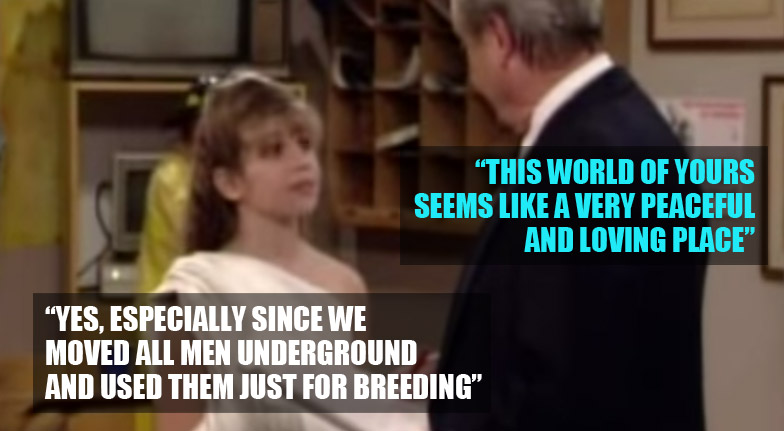 “THIS WORLD OF YOURS
SEEMS LIKE A VERY PEACEFUL
AND LOVING PLACE”
“YES, ESPECIALLY SINCE WE
MOVED ALL MEN UNDERGROUND
AND USED THEM JUST FOR BREEDING”